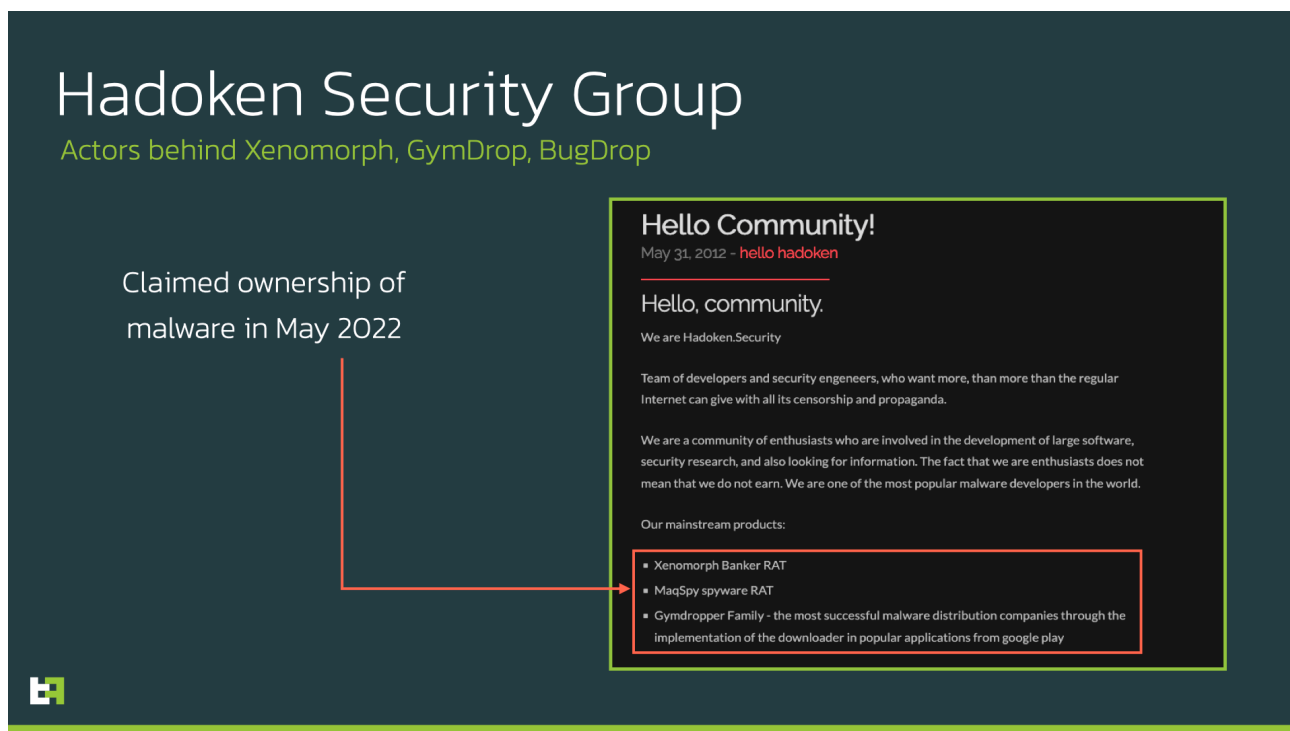 Hadoken Security Group
Actors behind Xenomorph, GymDrop, BugDrop
Claimed ownership of
malware in May 2022
Hello Community!
May 31, 2012 - hello hadoken
Hello, community.
We are Hadoken.Security
Team of developers and security engeneers, who want more, than more than the regular
Internet can give with all its censorship and propaganda.
We are a community of enthusiasts who are involved in the development of large software,
security research, and also looking for information. The fact that we are enthusiasts does not
mean that we do not earn. We are one of the most popular malware developers in the world.
Our mainstream products:
▪ Xenomorph Banker RAT
▪ MaqSpy spyware RAT
▪ Gymdropper Family - the most successful malware distribution companies through the
implementation of the downloader in popular applications from google play